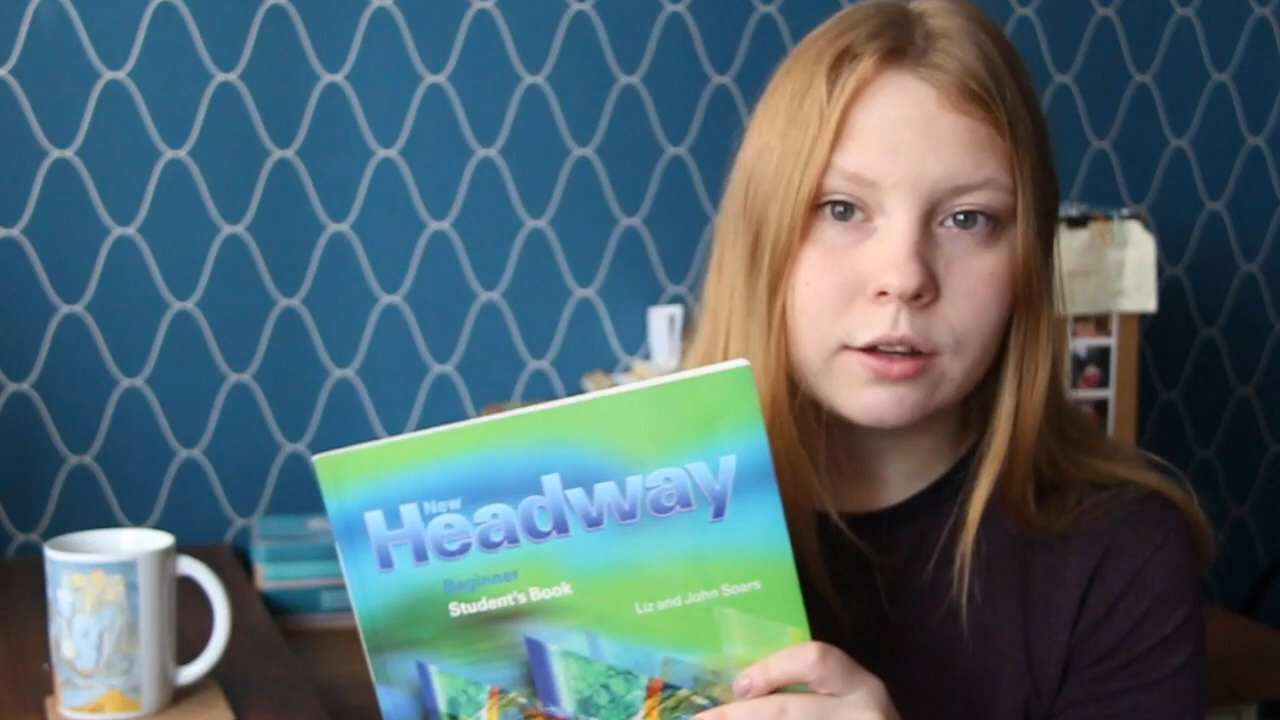 New
Headway
Beginner
Student's Book
Liz and John Soars